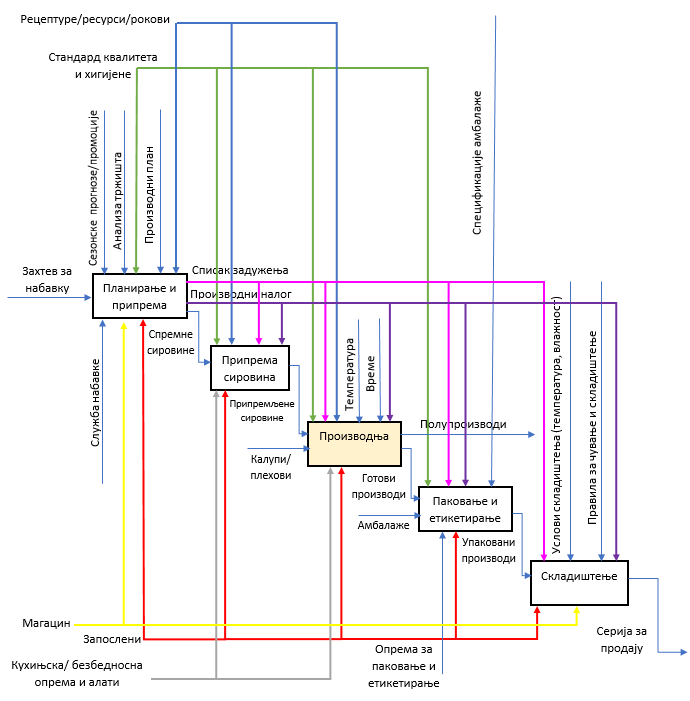 Рецептуре/ресурси/рокови
Стандард квалитета
и хигијене
Сезонске прогнозе/промоције
Анализа тржишта
Производни план
Спецификације амбалаже
Захтев за
набавку
Планирање и
припрема
Списак задужења
Производни налог
Спремне
сировине
Припрема
сировина
Служба набавке
Припремљене
сировине
Температура
Време
Производња
Полупроизводи
Калупи/
плехови
Готови
производи
Паковање и
етикетирање
Амбалаже
Упаковани
производи
Услови складиштења (температура, влажност)
Правила за чување и складиштење
Складиштење
Серија за
продају
Магацин
Запослени
Кухињска/ безбедносна
опрема и алати
Опрема за
паковање и
етикетирање